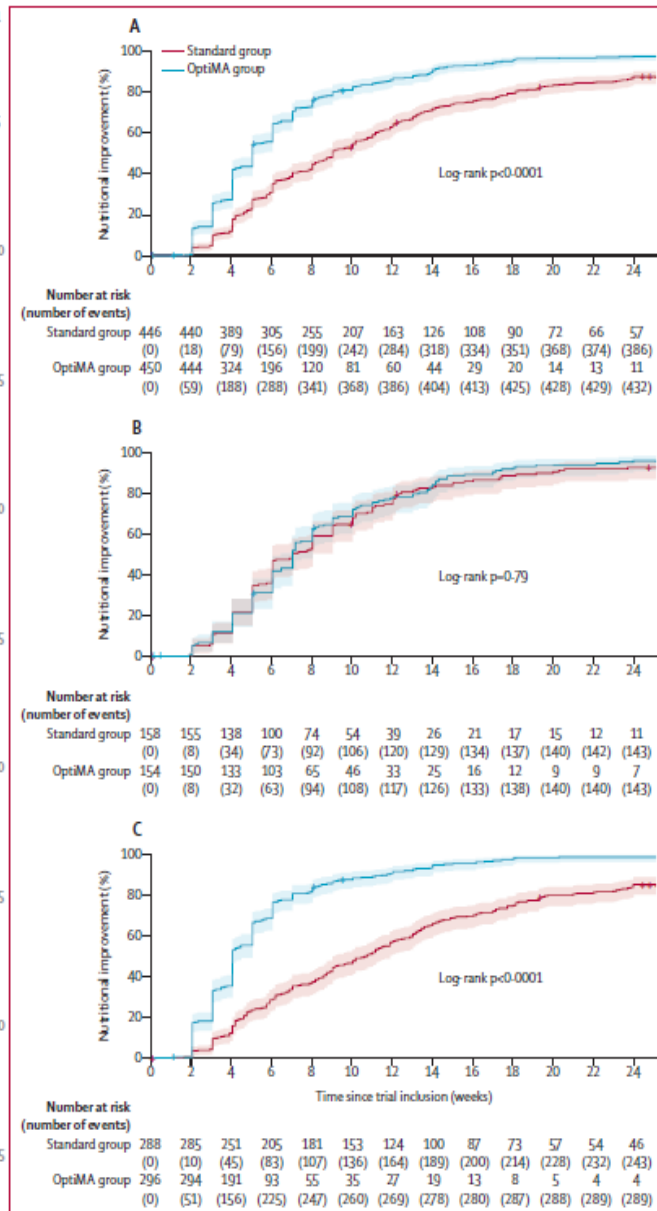 A
100
80
60
40
20
0
Nutritional improvement (%)
Standard group
OptiMA group
Log-rank p<0·0001
0 2 4 6 8 10 12 14 16 18 20 22 24
Number at risk
(number of events)
Standard group 446 440 389 305 255 207 163 126 108 90 72 66 57
(0) (18) (79) (156) (199) (242) (284) (318) (334) (351) (368) (374) (386)
OptiMA group 450 444 324 196 120 81 60 44 29 20 14 13 11
(0) (59) (188) (288) (341) (368) (386) (404) (413) (425) (428) (429) (432)
B
100
80
60
40
20
0
Nutritional improvement (%)
Log-rank p=0·79
0 2 4 6 8 10 12 14 16 18 20 22 24
Number at risk
(number of events)
Standard group 158 155 138 100 74 54 39 26 21 17 15 12 11
(0) (8) (34) (73) (92) (106) (120) (129) (134) (137) (140) (142) (143)
OptiMA group 154 150 133 103 65 46 33 25 16 12 9 9 7
(0) (8) (32) (63) (94) (108) (117) (126) (133) (138) (140) (140) (143)
C
100
80
60
40
20
0
Nutritional improvement (%)
Log-rank p<0·0001
0 2 4 6 8 10 12 14 16 18 20 22 24
Time since trial inclusion (weeks)
Number at risk
(number of events)
Standard group 288 285 251 205 181 153 124 100 87 73 57 54 46
(0) (10) (45) (83) (107) (136) (164) (189) (200) (214) (228) (232) (243)
OptiMA group 296 294 191 93 55 35 27 19 13 8 5 4 4
(0) (51) (156) (225) (247) (260) (269) (278) (280) (287) (288) (289) (289)